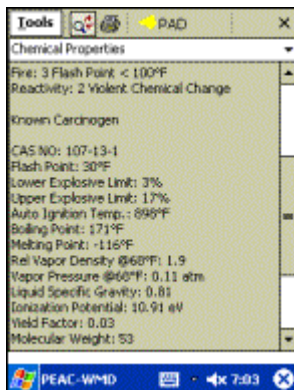 Tools PAD ×
Chemical Properties
Fire: 3 Flash Point < 100°F
Reactivity: 2 Violent Chemical Change
Known Carcinogen
CAS NO: 107-13-1
Flash Point: 30°F
Lower Explosive Limit: 3%
Upper Explosive Limit: 17%
Auto Ignition Temp.: 898°F
Boiling Point: 171°F
Melting Point: -116°F
Rel Vapor Density @68°F: 1.9
Vapor Pressure @68°F: 0.11 atm
Liquid Specific Gravity: 0.81
Ionization Potential: 10.91 eV
Yield Factor: 0.03
Molecular Weight: 53
PEAC-WMD 7:03